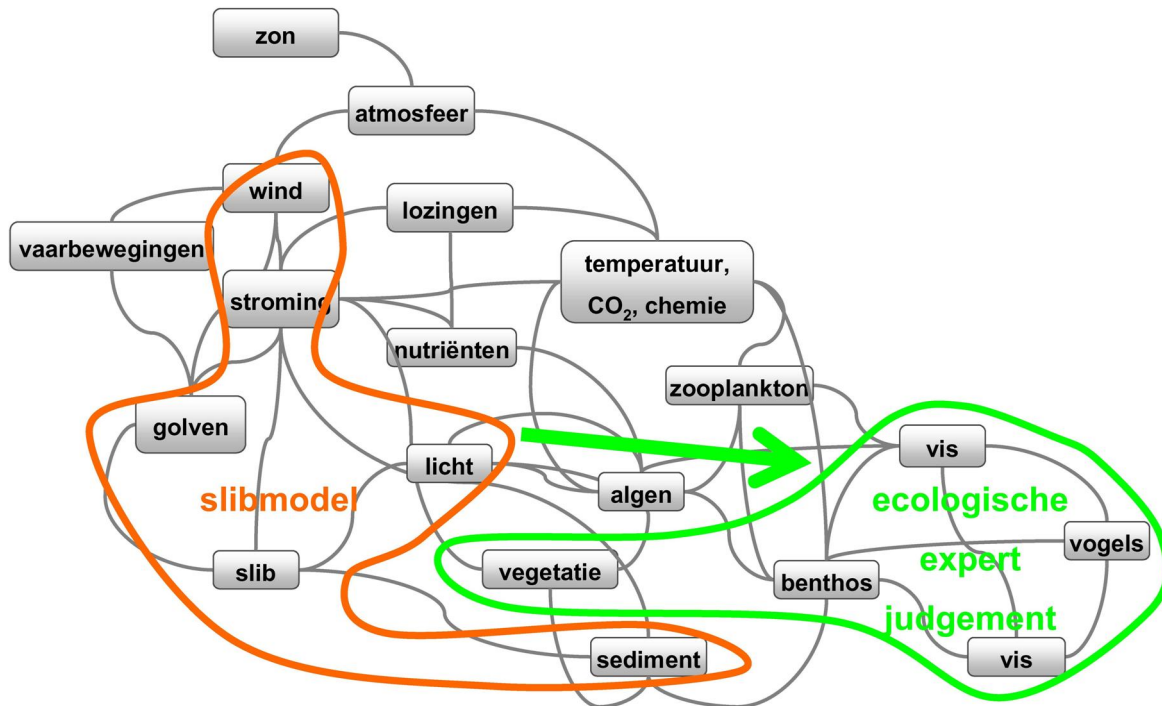 zon
atmosfeer
wind
lozingen
vaarbewegingen
temperatuur,
CO₂, chemie
stroming
nutriënten
zooplankton
golven
vis
licht
algen
slibmodel
ecologische
expert
judgement
vogels
slib
vegetatie
benthos
sediment
vis